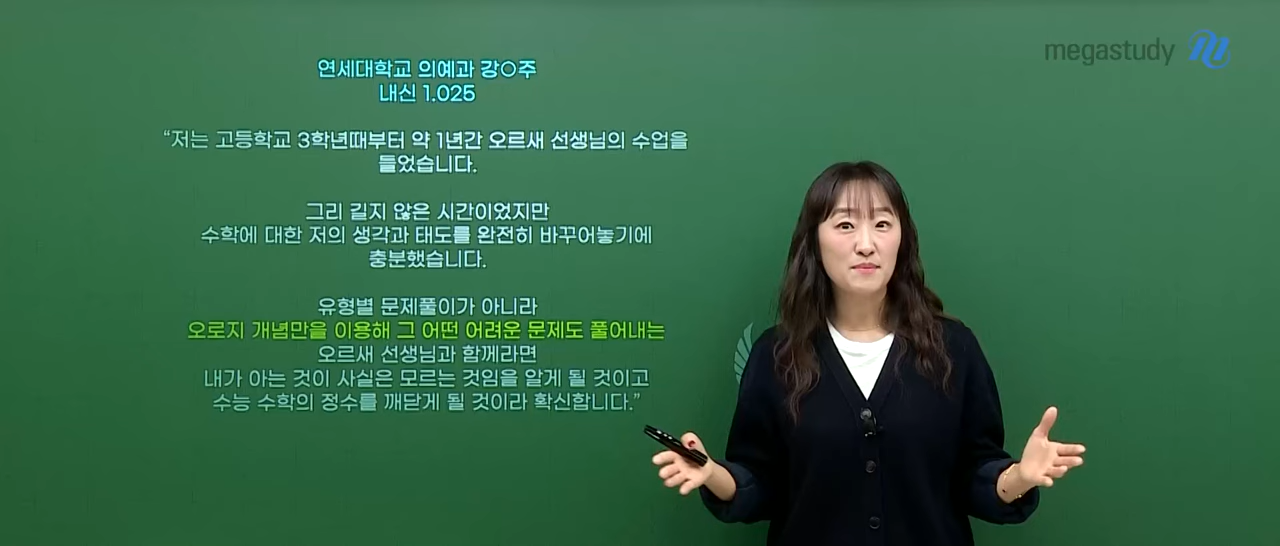 megastudy
연세대학교 의예과 강○주
내신 1.025
“저는 고등학교 3학년때부터 약 1년간 오르새 선생님의 수업을
들었습니다.
그리 길지 않은 시간이었지만
수학에 대한 저의 생각과 태도를 완전히 바꾸어놓기에
충분했습니다.
유형별 문제풀이가 아니라
오로지 개념만을 이용해 그 어떤 어려운 문제도 풀어내는
오르새 선생님과 함께라면
내가 아는 것이 사실은 모르는 것임을 알게 될 것이고
수능 수학의 정수를 깨닫게 될 것이라 확신합니다.”